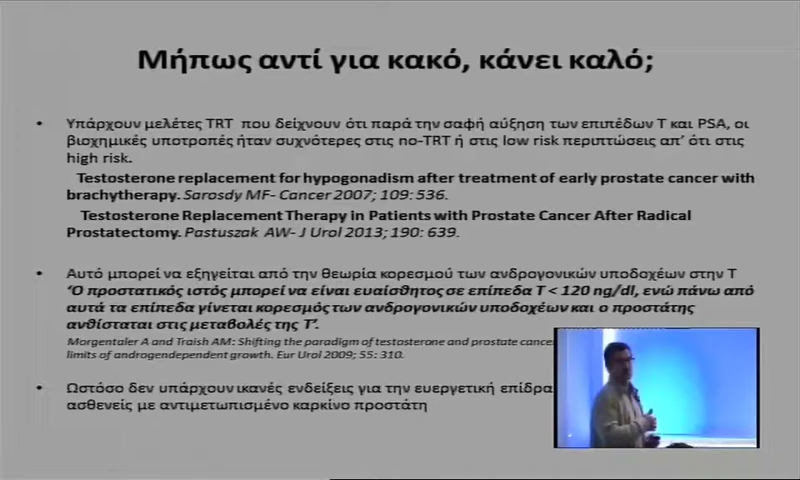 Μήπως αντί για κακό, κάνει καλό;
• Υπάρχουν μελέτες TRT που δείχνουν ότι παρά την σαφή αύξηση των επιπέδων Τ και PSA, οι
βιοχημικές υποτροπές ήταν συχνότερες στις no-TRT ή στις low risk περιπτώσεις απ' ότι στις
high risk.
Testosterone replacement for hypogonadism after treatment of early prostate cancer with
brachytherapy. Sarosdy MF- Cancer 2007; 109: 536.
Testosterone Replacement Therapy in Patients with Prostate Cancer After Radical
Prostatectomy. Pastuszak AW- J Urol 2013; 190: 639.
• Αυτό μπορεί να εξηγείται από την θεωρία κορεσμού των ανδρογονικών υποδοχέων στην Τ
'Ο προστατικός ιστός μπορεί να είναι ευαίσθητος σε επίπεδα Τ < 120 ng/dl, ενώ πάνω από
αυτά τα επίπεδα γίνεται κορεσμός των ανδρογονικών υποδοχέων και ο προστάτης
ανθίσταται στις μεταβολές της Τ'.
Morgentaler A and Traish AM: Shifting the paradigm of testosterone and prostate cancer
limits of androgendependent growth. Eur Urol 2009; 55: 310.
• Ωστόσο δεν υπάρχουν ικανές ενδείξεις για την ευεργετική επίδρα
ασθενείς με αντιμετωπισμένο καρκίνο προστάτη